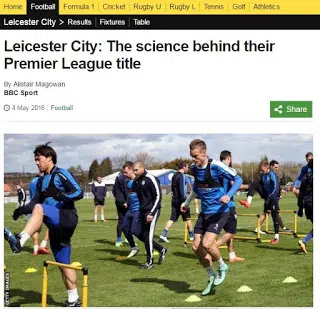 Home Football Formula 1 Cricket Rugby U Rugby L Tennis Golf Athletics
Leicester City > Results Fixtures Table
Leicester City: The science behind their
Premier League title
By Alistair Magowan
BBC Sport
4 May 2016 Football
Share
GETTY IMAGES